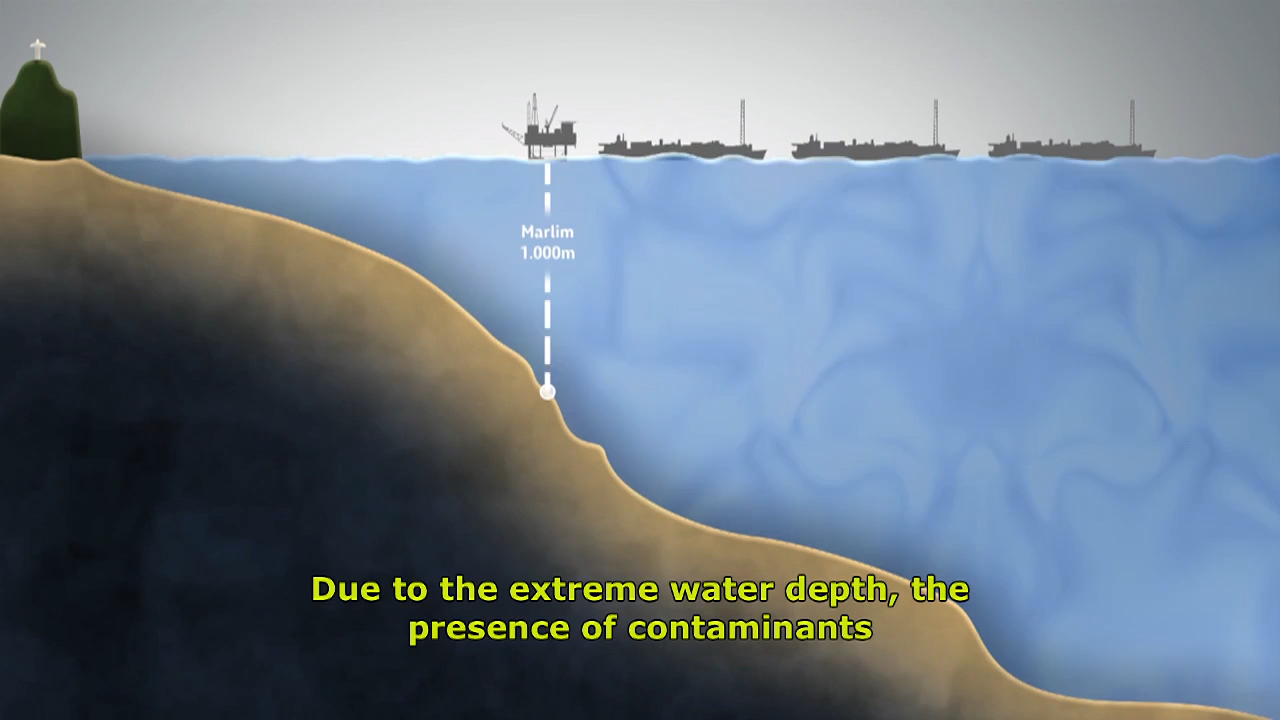 Marlim
1.000m
Due to the extreme water depth, the
presence of contaminants